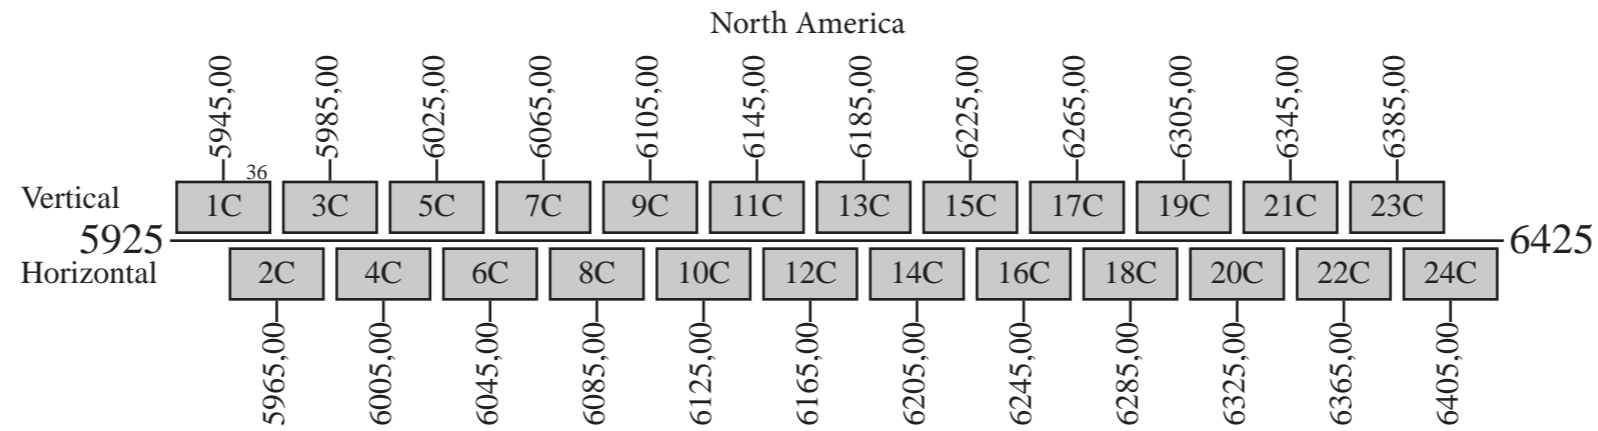 North America
5945,00 5985,00 6025,00 6065,00 6105,00 6145,00 6185,00 6225,00 6265,00 6305,00 6345,00 6385,00
36
Vertical 1C 3C 5C 7C 9C 11C 13C 15C 17C 19C 21C 23C
5925 6425
Horizontal 2C 4C 6C 8C 10C 12C 14C 16C 18C 20C 22C 24C
5965,00 6005,00 6045,00 6085,00 6125,00 6165,00 6205,00 6245,00 6285,00 6325,00 6365,00 6405,00